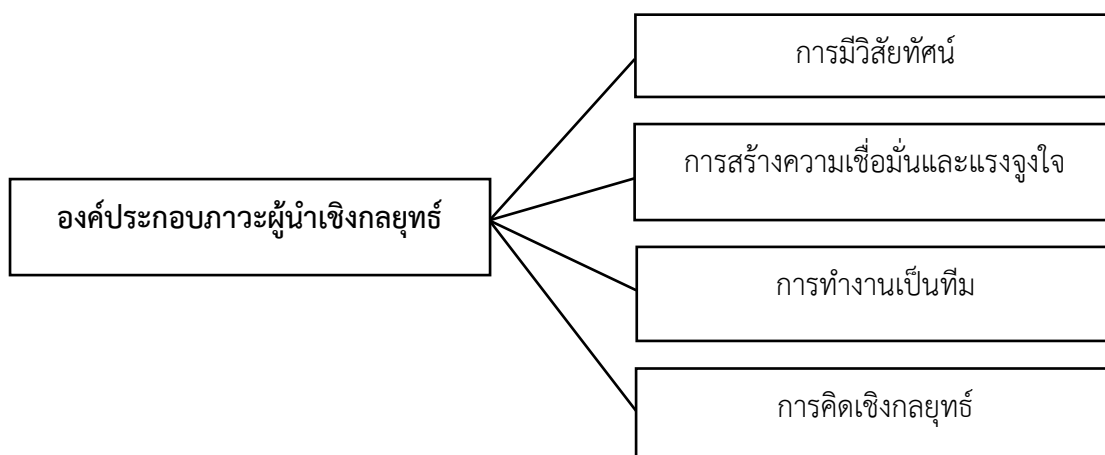 การมีวิสัยทัศน์
การสร้างความเชื่อมั่นและแรงจูงใจ
องค์ประกอบภาวะผู้นำเชิงกลยุทธ์
การทำงานเป็นทีม
การคิดเชิงกลยุทธ์